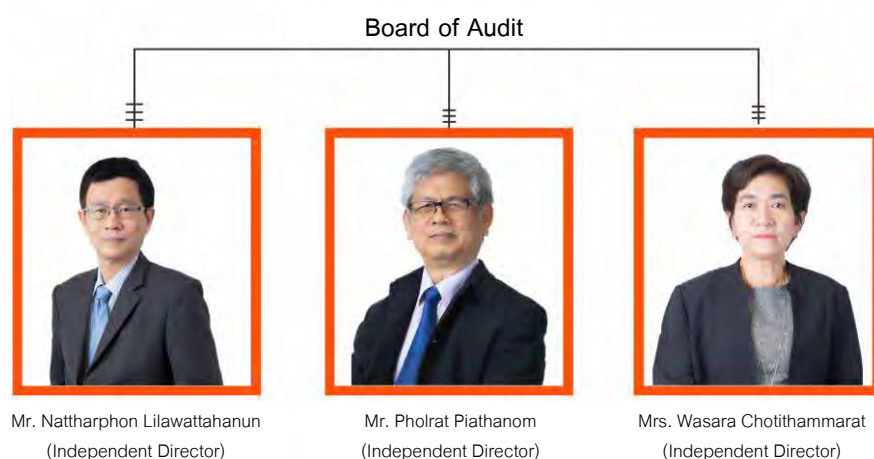 Board of Audit
Mr. Nattharphon Lilawattahanun
(Independent Director)
Mr. Pholrat Piathanom
(Independent Director)
Mrs. Wasara Chotithammarat
(Independent Director)